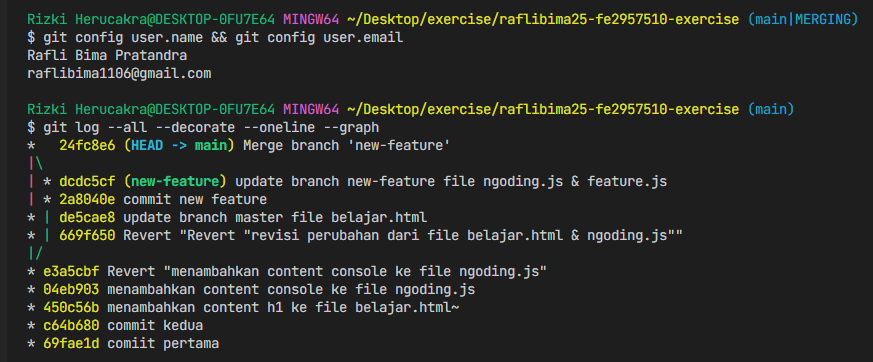 Rizki Herucakra@DESKTOP-0FU7E64 MINGW64 ~/Desktop/exercise/raflibima25-fe2957510-exercise (main|MERGING)
$ git config user.name && git config user.email
Rafli Bima Pratandra
raflibima1106@gmail.com

Rizki Herucakra@DESKTOP-0FU7E64 MINGW64 ~/Desktop/exercise/raflibima25-fe2957510-exercise (main)
$ git log --all --decorate --oneline --graph
*   24fc8e6 (HEAD -> main) Merge branch 'new-feature'
|\
| * dcdc5cf (new-feature) update branch new-feature file ngoding.js & feature.js
| * 2a8040e commit new feature
* | de5cae8 update branch master file belajar.html
* | 669f650 Revert "Revert "revisi perubahan dari file belajar.html & ngoding.js""
|/
* e3a5cbf Revert "menambahkan content console ke file ngoding.js"
* 04eb903 menambahkan content console ke file ngoding.js
* 450c56b menambahkan content h1 ke file belajar.html~
* c64b680 commit kedua
* 69fae1d comiit pertama